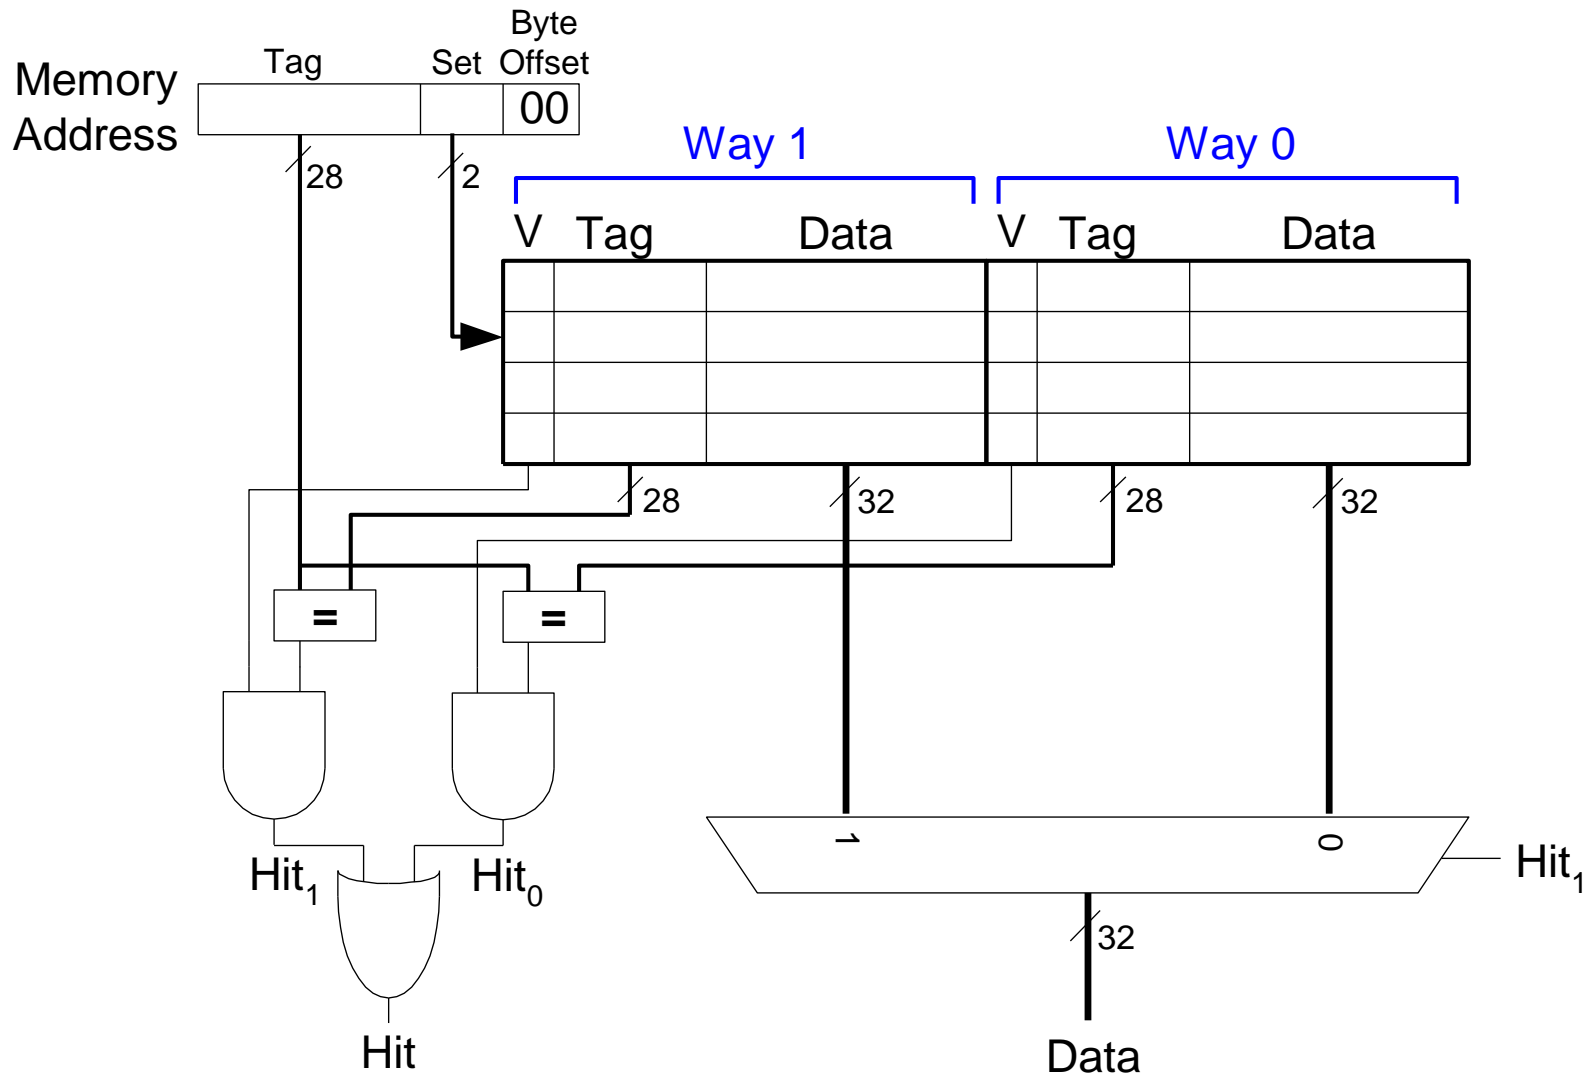 Byte
Tag Set Offset
Memory
Address
00
28 2
Way 1 Way 0
V Tag Data V Tag Data
28 32 28 32
= =
1 0
Hit1 Hit0
Hit1
32
Hit
Data